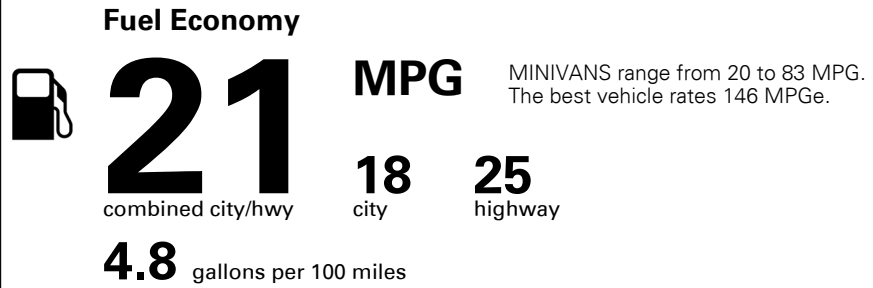 Fuel Economy
21 MPG
MINIVANS range from 20 to 83 MPG.
The best vehicle rates 146 MPGe.
18 25
combined city/hwy city highway
4.8 gallons per 100 miles